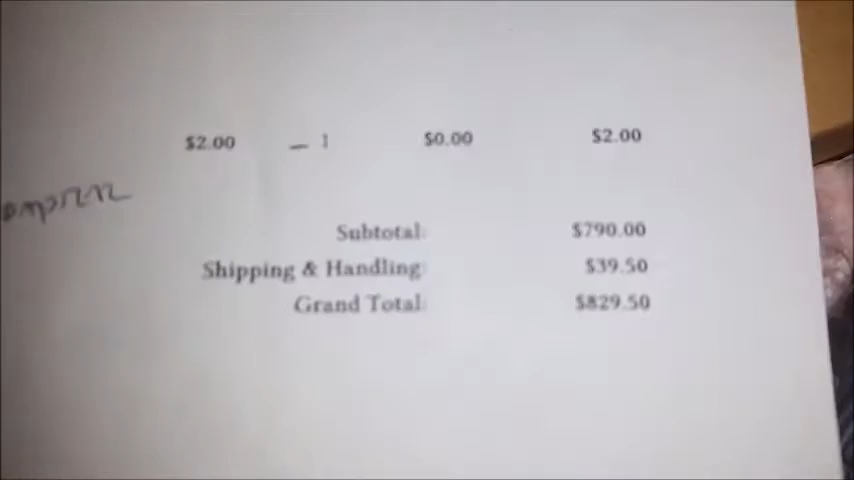 $2.00 1 $0.00 $2.00
Subtotal: $790.00
Shipping & Handling: $39.50
Grand Total: $829.50